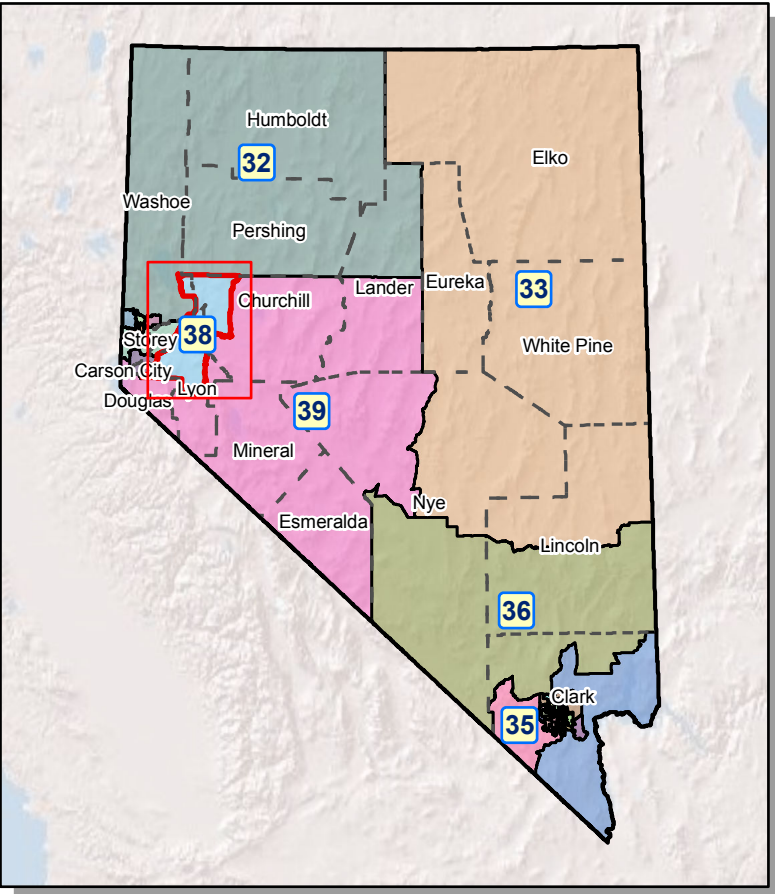 Humboldt
Elko
32
Washoe
Pershing
Eureka
Lander
33
Churchill
38
Storey
White Pine
Carson City
Lyon
Douglas
39
Mineral
Nye
Esmeralda
Lincoln
36
Clark
35